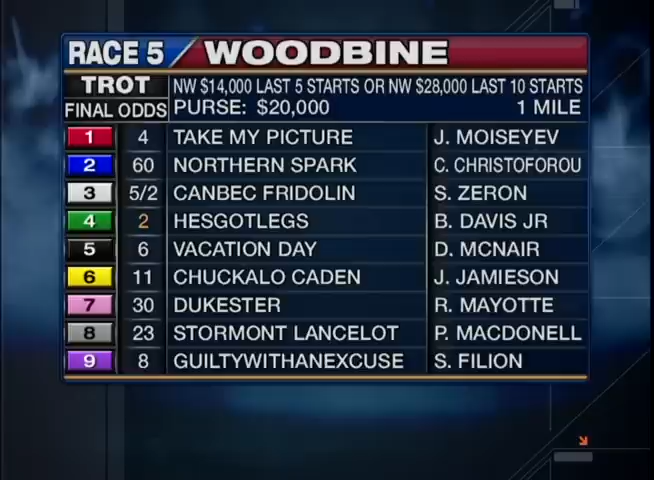 RACE 5 WOODBINE
TROT NW $14,000 LAST 5 STARTS OR NW $28,000 LAST 10 STARTS
FINAL ODDS PURSE: $20,000 1 MILE
1 4 TAKE MY PICTURE J. MOISEYEV
2 60 NORTHERN SPARK C. CHRISTOFOROU
3 5/2 CANBEC FRIDOLIN S. ZERON
4 2 HESGOTLEGS B. DAVIS JR
5 6 VACATION DAY D. MCNAIR
6 11 CHUCKALO CADEN J. JAMIESON
7 30 DUKESTER R. MAYOTTE
8 23 STORMONT LANCELOT P. MACDONELL
9 8 GUILTYWITHANEXCUSE S. FILION